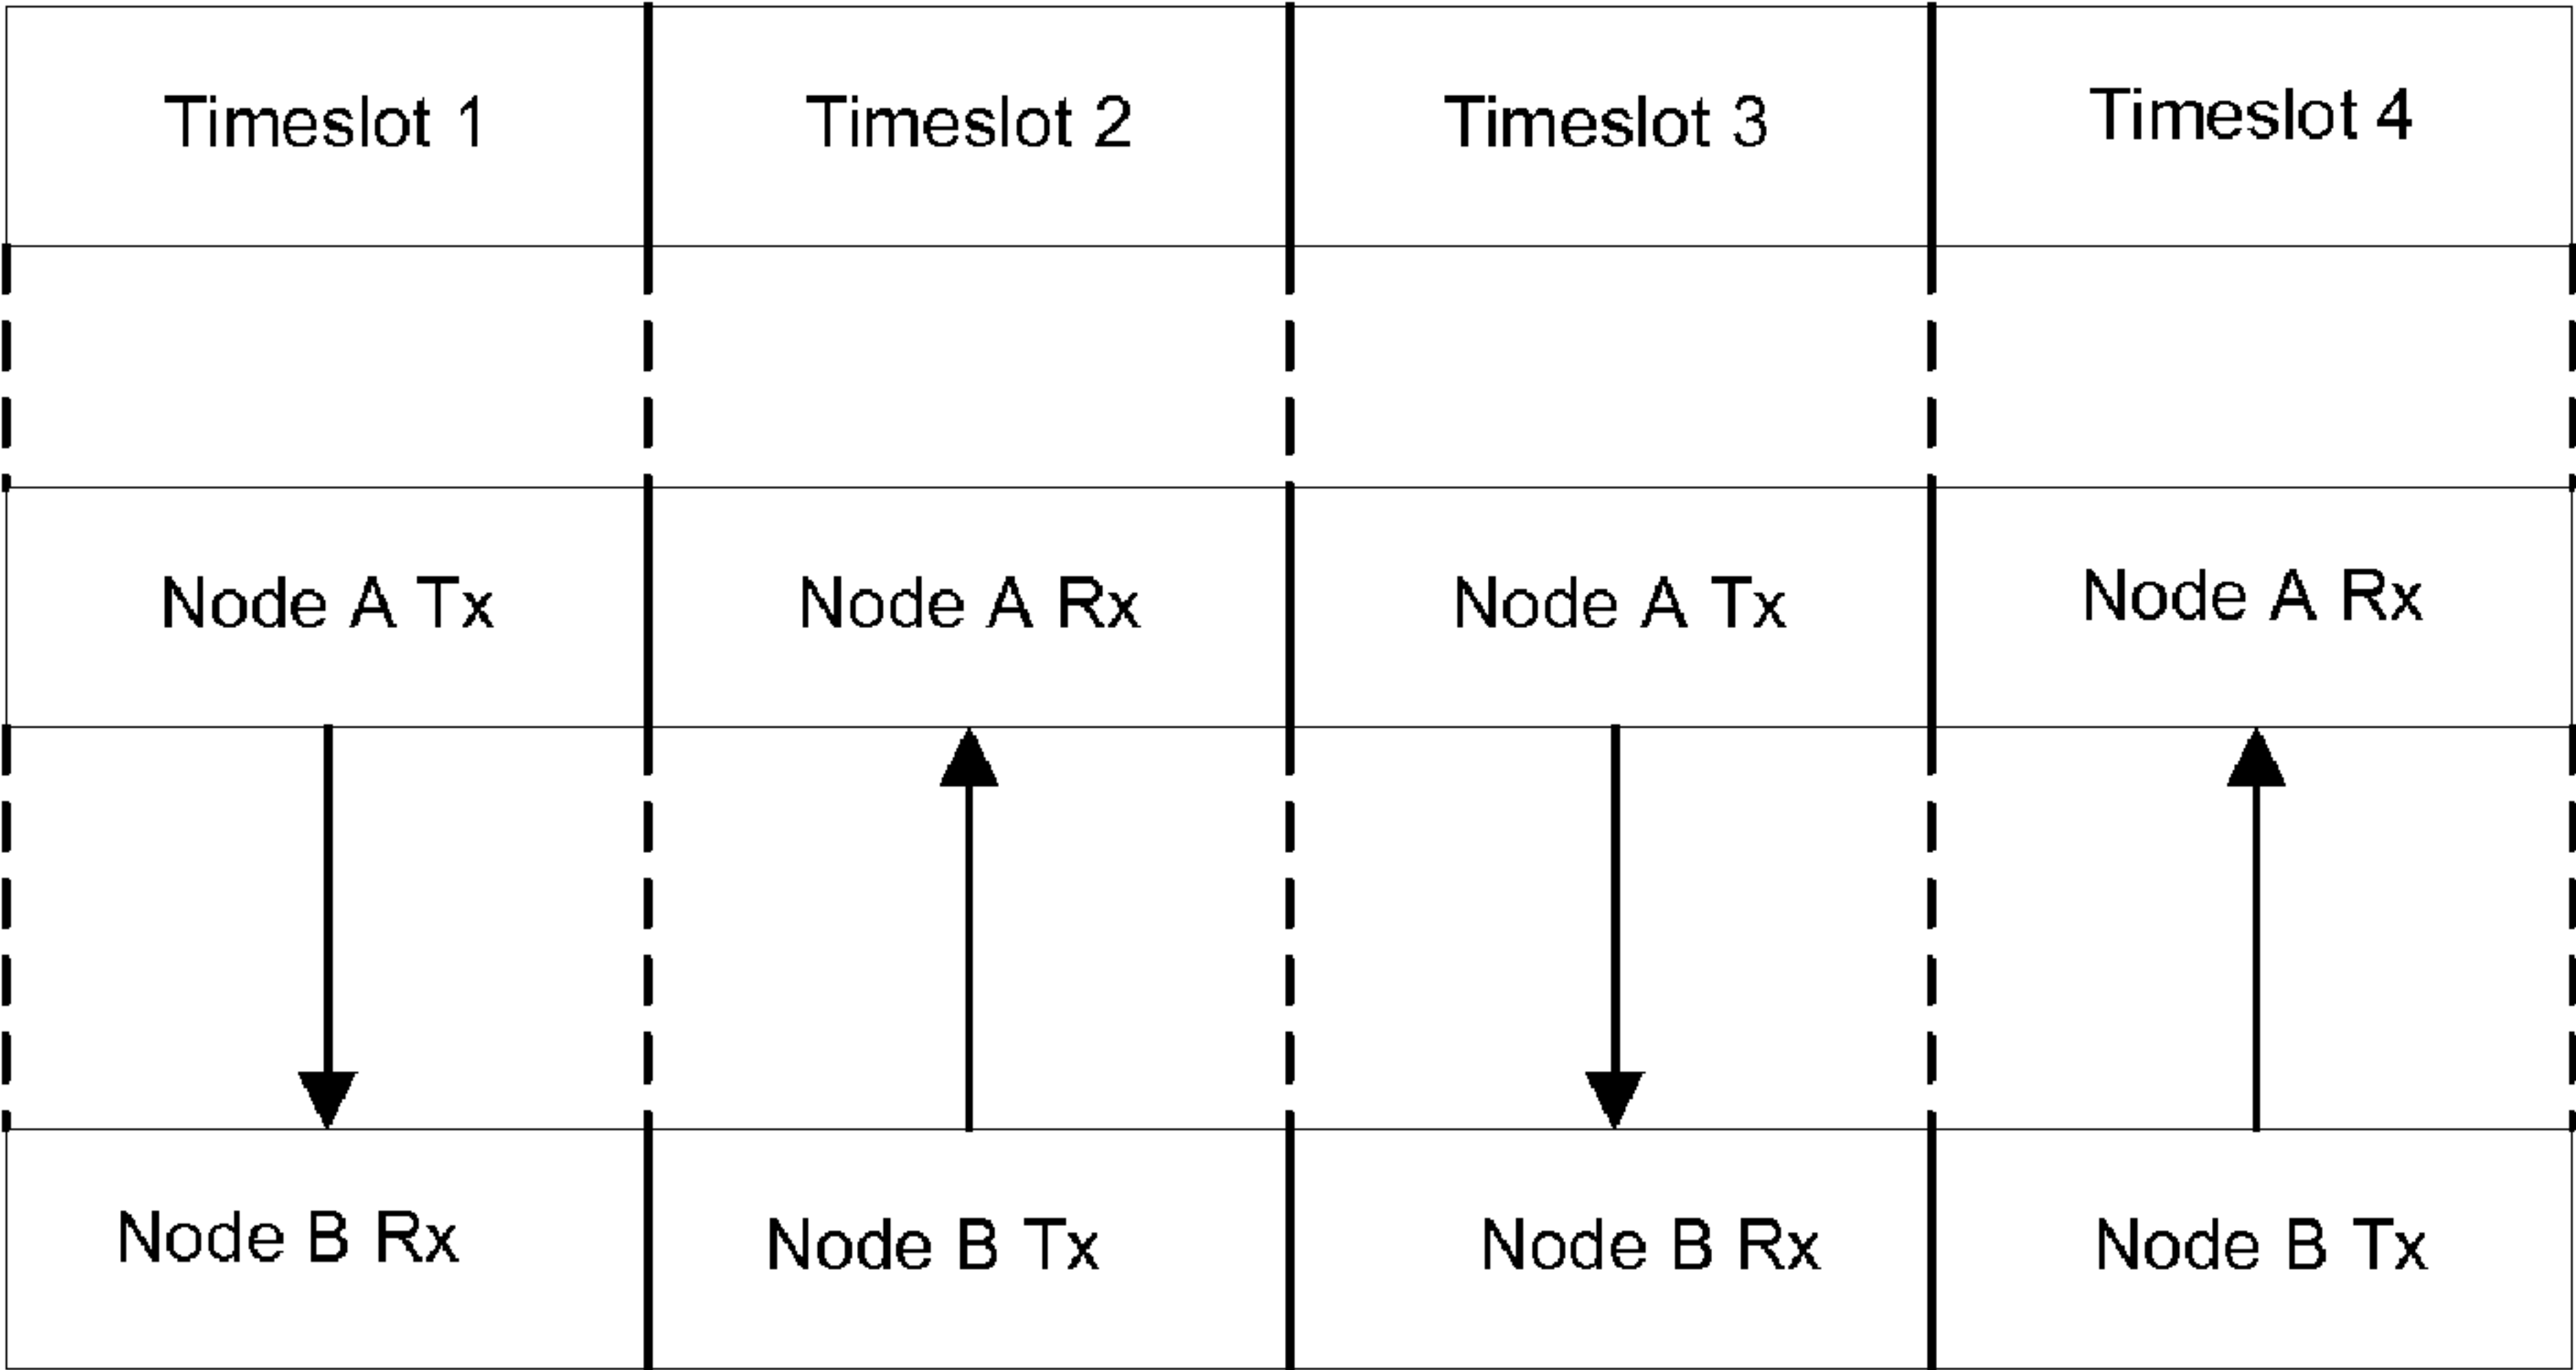 Timeslot 1 Timeslot 2 Timeslot 3 Timeslot 4
Node A Tx Node A Rx Node A Tx Node A Rx
Node B Rx Node B Tx Node B Rx Node B Tx